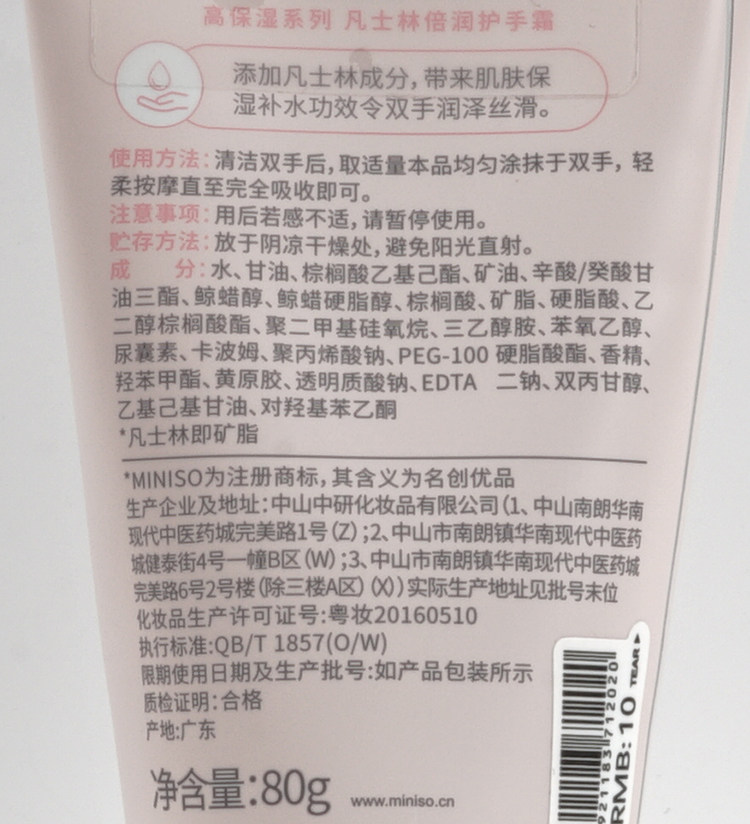 高保湿系列 凡士林倍润护手霜
添加凡士林成分，带来肌肤保
湿补水功效令双手润泽丝滑。
使用方法：清洁双手后，取适量本品均匀涂抹于双手，轻
柔按摩直至完全吸收即可。
注意事项：用后若感不适，请暂停使用。
贮存方法：放于阴凉干燥处，避免阳光直射。
成 分：水、甘油、棕榈酸乙基己酯、矿油、辛酸/癸酸甘
油三酯、鲸蜡醇、鲸蜡硬脂醇、棕榈酸、矿脂、硬脂酸、乙
二醇棕榈酸酯、聚二甲基硅氧烷、三乙醇胺、苯氧乙醇、
尿囊素、卡波姆、聚丙烯酸钠、PEG-100 硬脂酸酯、香精、
羟苯甲酯、黄原胶、透明质酸钠、EDTA 二钠、双丙甘醇、
乙基己基甘油、对羟基苯乙酮
*凡士林即矿脂
*MINISO为注册商标，其含义为名创优品
生产企业及地址：中山中研化妆品有限公司（1、中山南朗华南
现代中医药城完美路1号（Z）；2、中山市南朗镇华南现代中医药
城健泰街4号一幢B区（W）；3、中山市南朗镇华南现代中医药城
完美路6号2号楼（除三楼A区）（X））实际生产地址见批号末位
化妆品生产许可证号：粤妆20160510
执行标准：QB/T 1857(O/W)
限期使用日期及生产批号：如产品包装所示
质检证明：合格
产地：广东
净含量：80g www.miniso.cn
TEAR
921183712020
RMB: 10